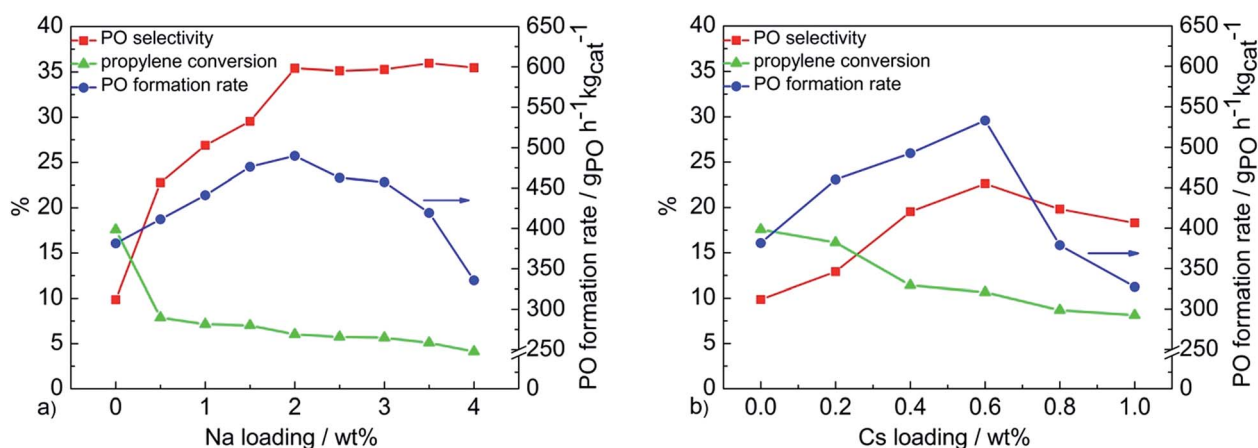 PO selectivity
propylene conversion
PO formation rate
40
35
30
25
20
15
10
5
0
%
650
600
550
500
450
400
350
300
250
0
PO formation rate / gPO h⁻¹kgcat⁻¹
0 1 2 3 4
a)
Na loading / wt%
PO selectivity
propylene conversion
PO formation rate
40
35
30
25
20
15
10
5
0
%
650
600
550
500
450
400
350
300
250
0
PO formation rate / gPO h⁻¹kgcat⁻¹
0.0 0.2 0.4 0.6 0.8 1.0
b)
Cs loading / wt%